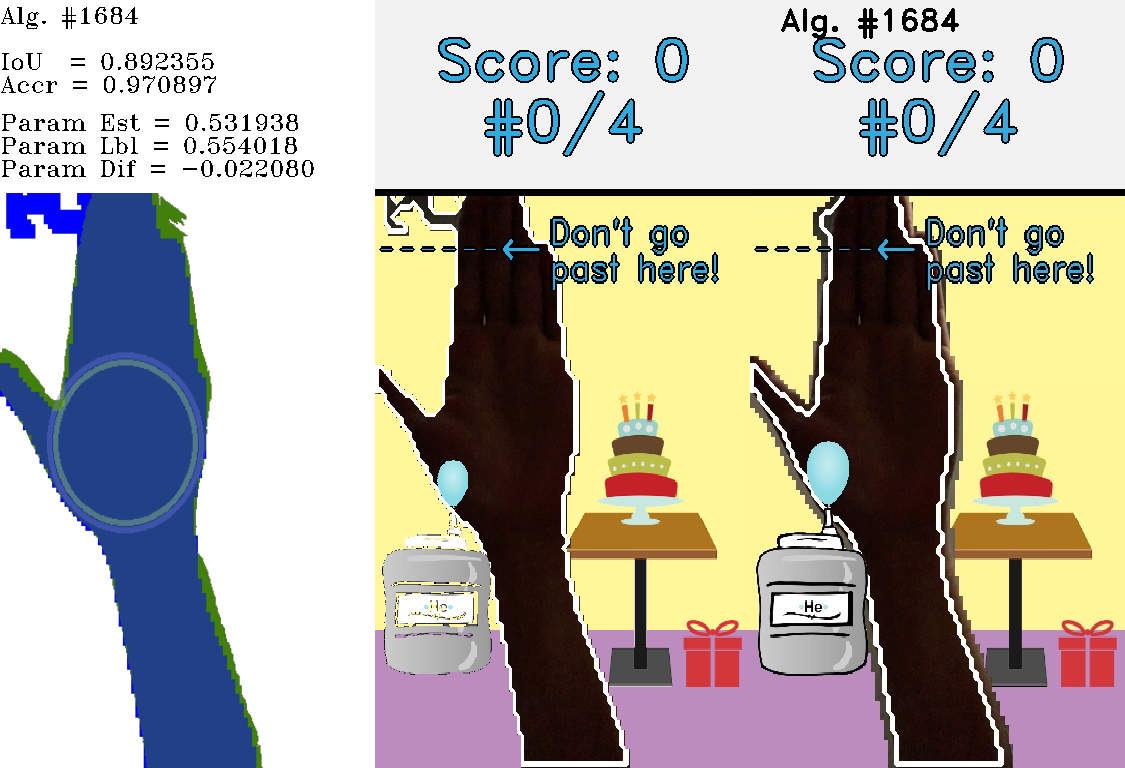 Alg. #1684
IoU = 0.892355
Accr = 0.970897
Param Est = 0.531938
Param Lbl = 0.554018
Param Dif = −0.022080
Score: 0
#0/4
Don't go
past here!
He
Alg. #1684
Score: 0
#0/4
Don't go
past here!
He